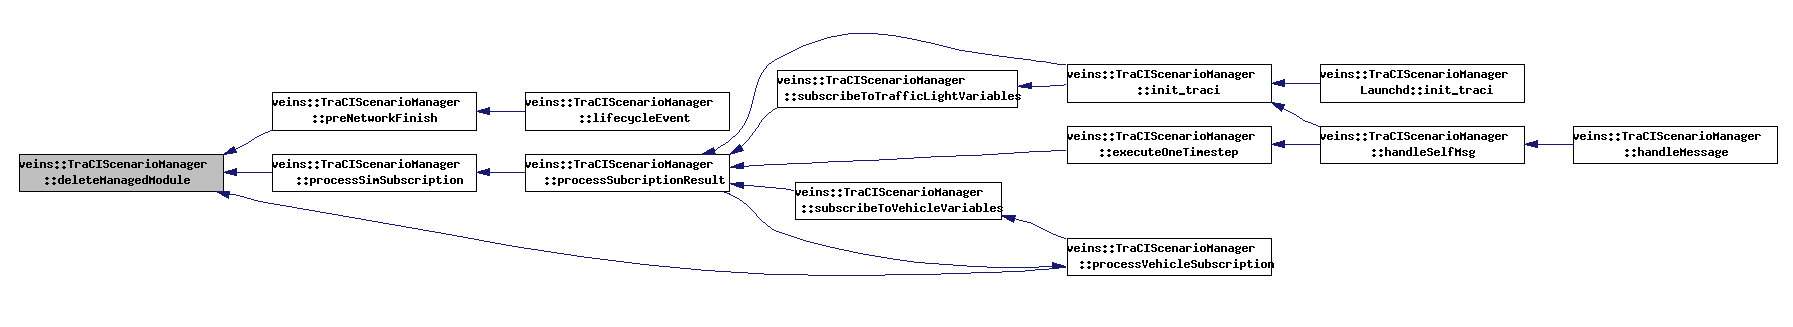 veins::TraCIScenarioManager
::deleteManagedModule
veins::TraCIScenarioManager
::preNetworkFinish
veins::TraCIScenarioManager
::lifecycleEvent
veins::TraCIScenarioManager
::processSimSubscription
veins::TraCIScenarioManager
::processSubcriptionResult
veins::TraCIScenarioManager
::subscribeToTrafficLightVariables
veins::TraCIScenarioManager
::subscribeToVehicleVariables
veins::TraCIScenarioManager
::init_traci
veins::TraCIScenarioManager
::executeOneTimestep
veins::TraCIScenarioManager
::processVehicleSubscription
veins::TraCIScenarioManager
Launchd::init_traci
veins::TraCIScenarioManager
::handleSelfMsg
veins::TraCIScenarioManager
::handleMessage